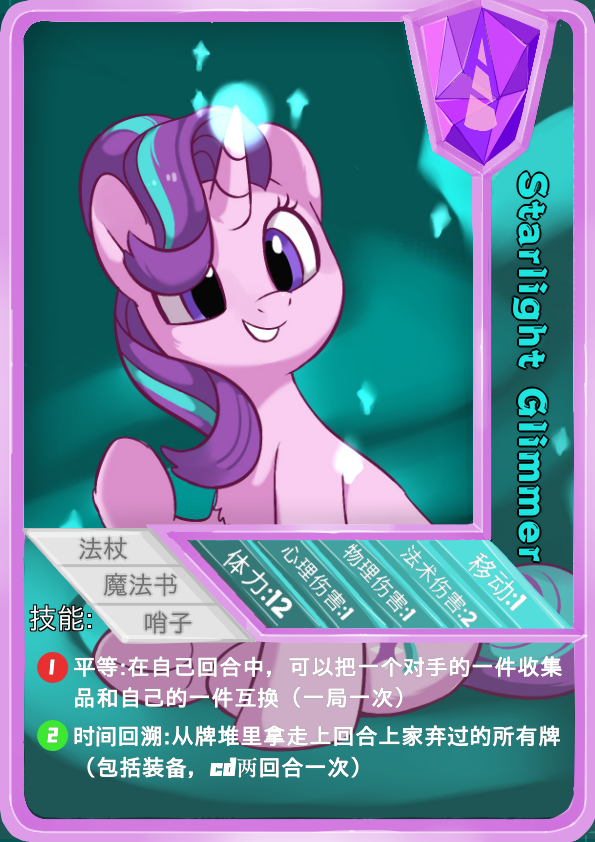 Starlight Glimmer
法杖
魔法书
哨子
体力:12
心理伤害:1
物理伤害:1
法术伤害:2
移动:1
技能:
1 平等:在自己回合中，可以把一个对手的一件收集
品和自己的一件互换（一局一次）
2 时间回溯:从牌堆里拿走上回合上家弃过的所有牌
（包括装备，cd两回合一次）